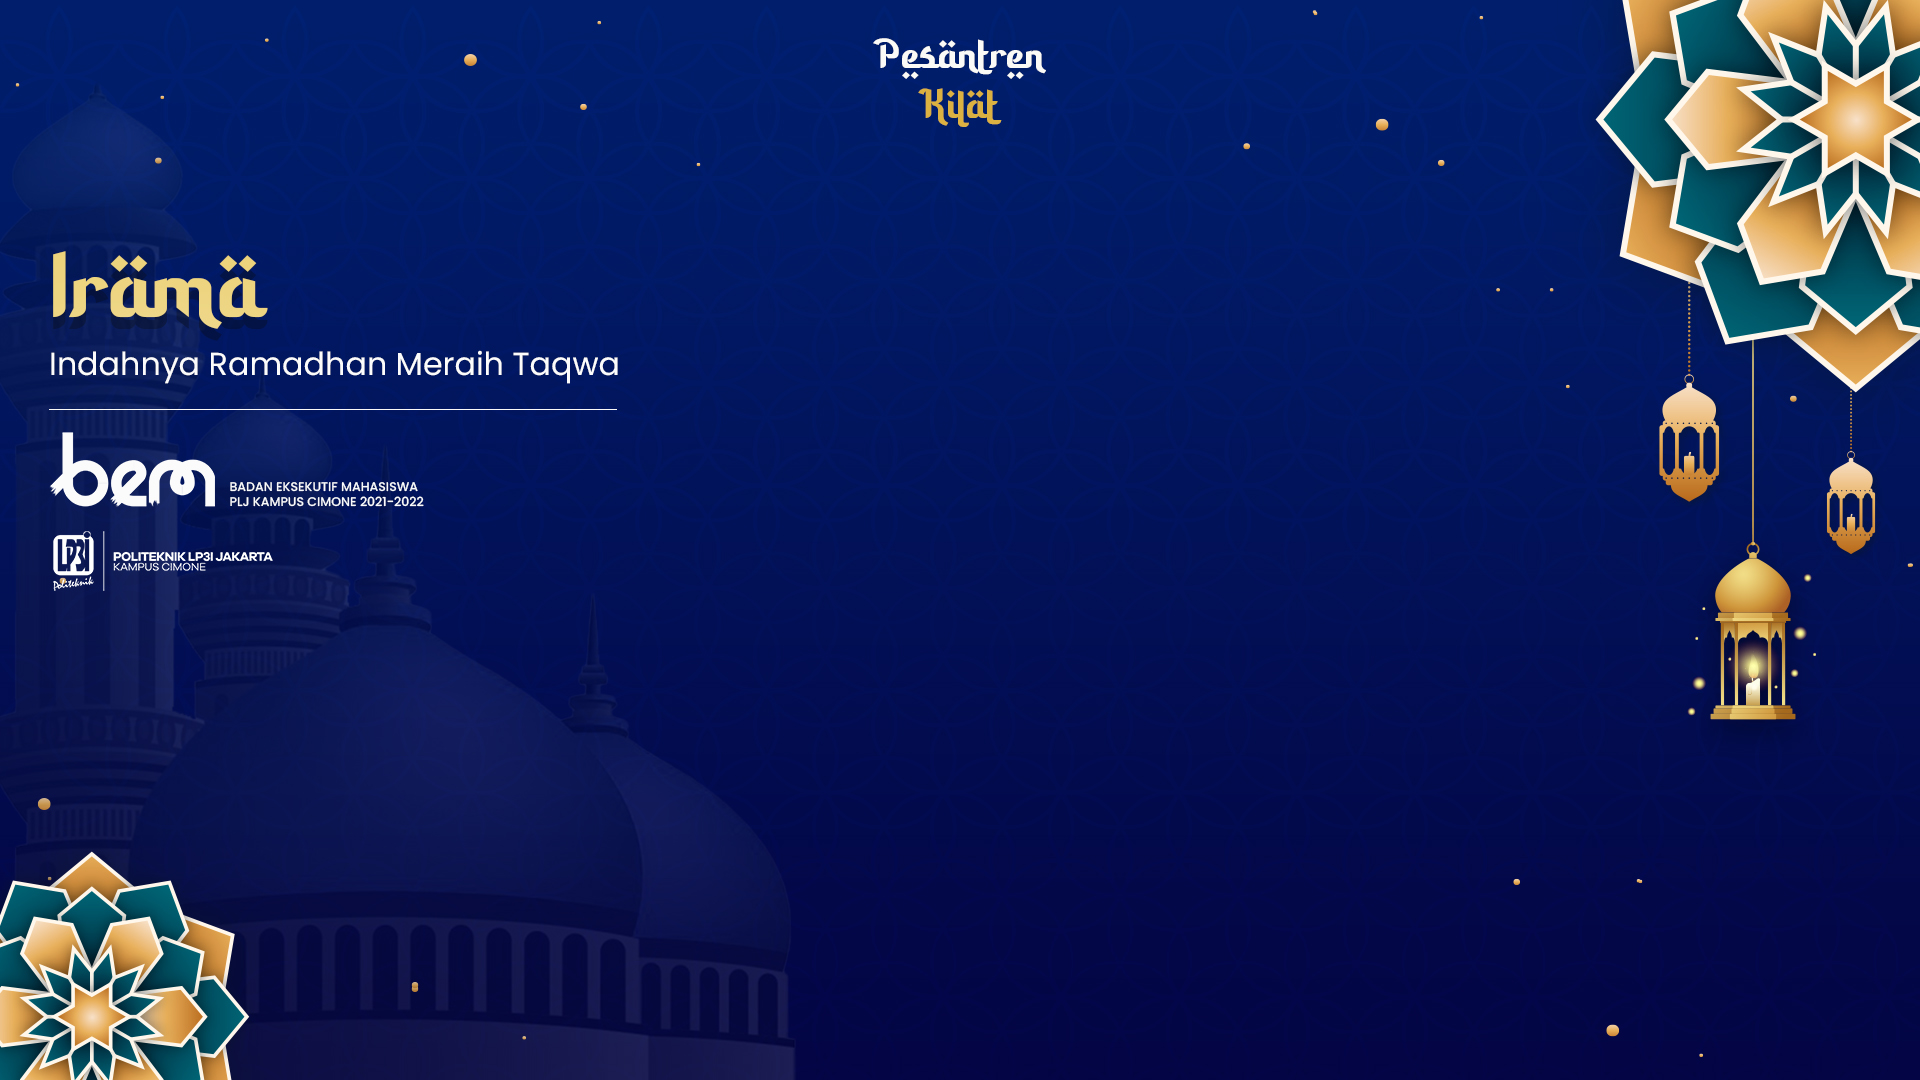 Pesantren
Kilat
Irama
Indahnya Ramadhan Meraih Taqwa
bem
BADAN EKSEKUTIF MAHASISWA
PLJ KAMPUS CIMONE 2021-2022
LP3I
Politeknik
POLITEKNIK LP3I JAKARTA
KAMPUS CIMONE